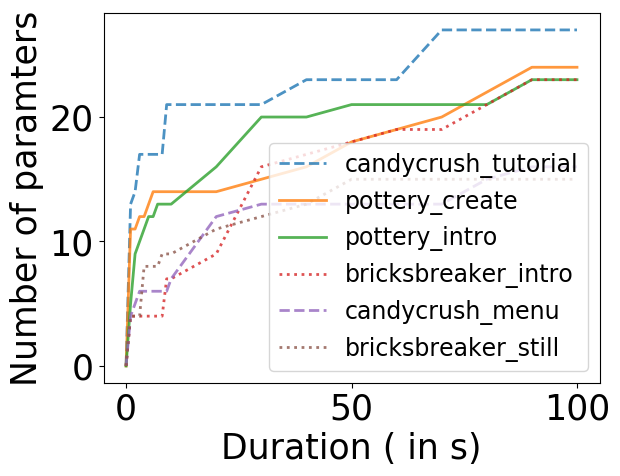 Number of paramters
20
10
0
candycrush_tutorial
pottery_create
pottery_intro
bricksbreaker_intro
candycrush_menu
bricksbreaker_still
0 50 100
Duration ( in s)